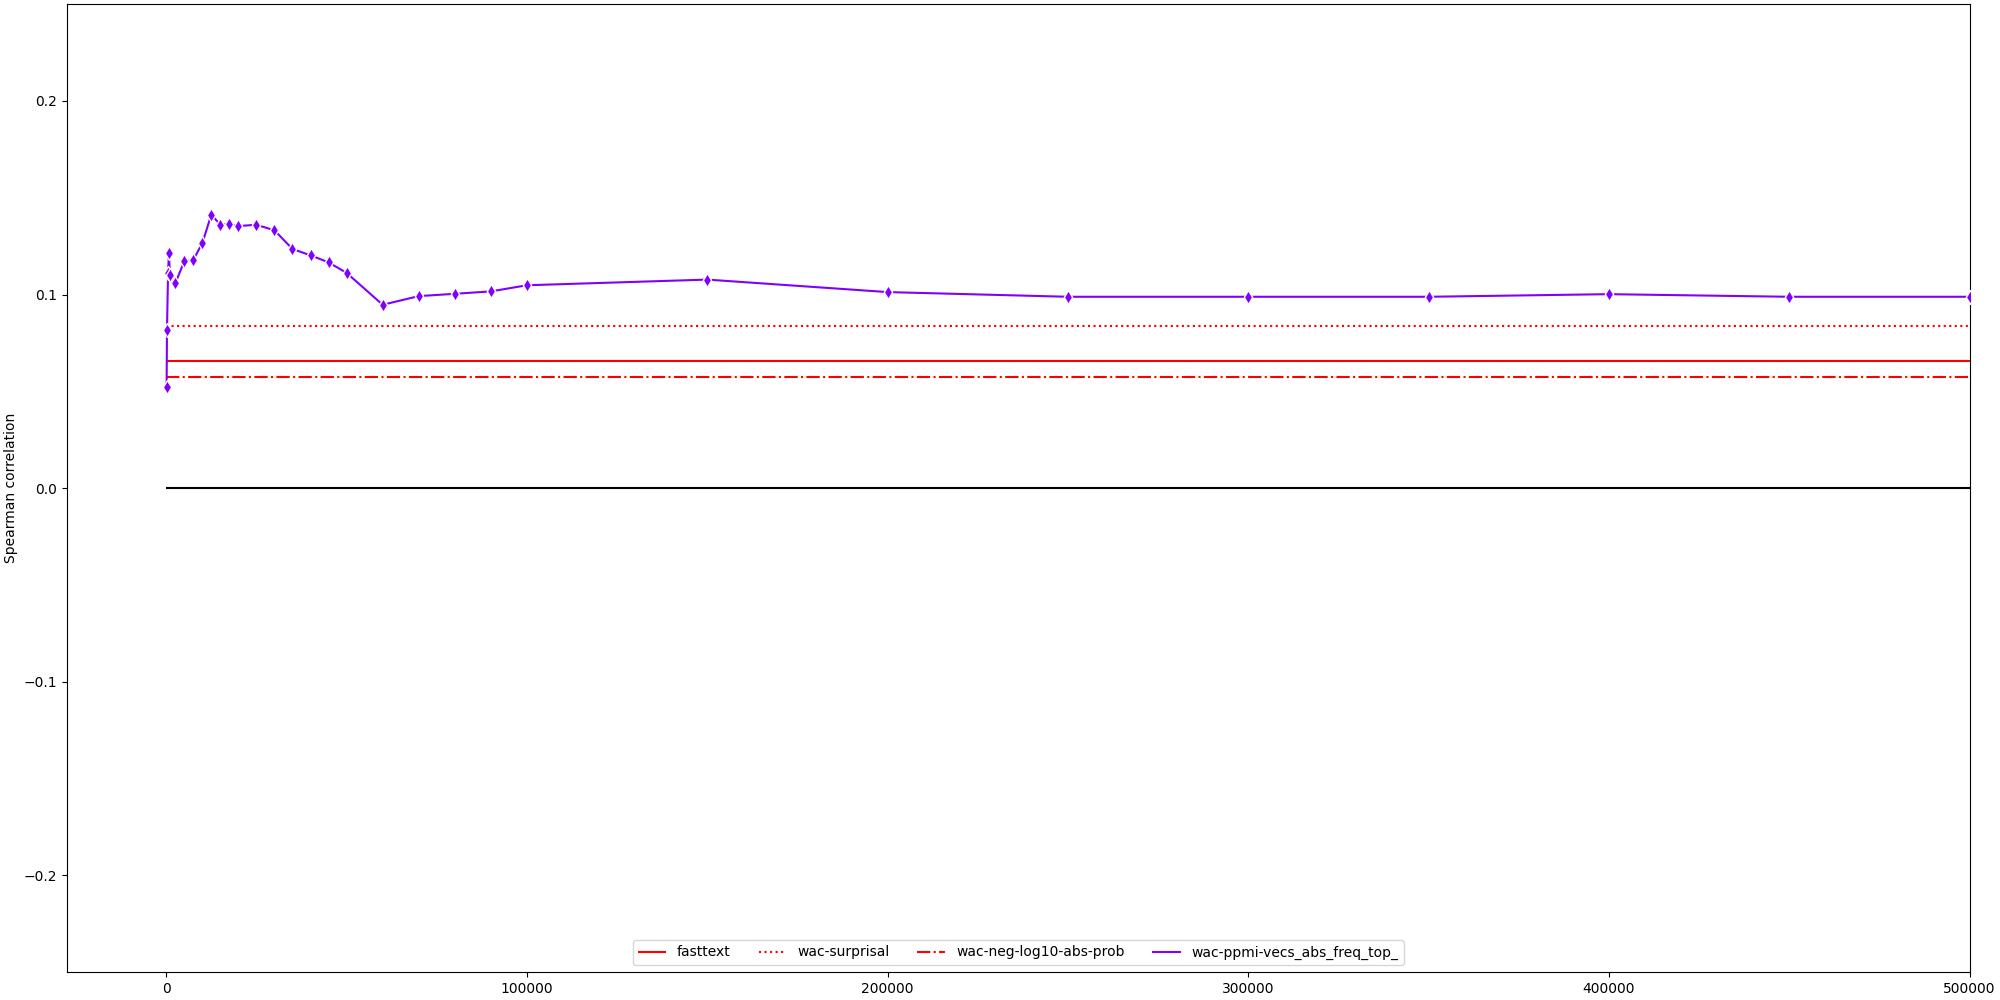 Spearman correlation
0.2
0.1
0.0
−0.1
−0.2
fasttext wac-surprisal wac-neg-log10-abs-prob wac-ppmi-vecs_abs_freq_top_
0 100000 200000 300000 400000 500000